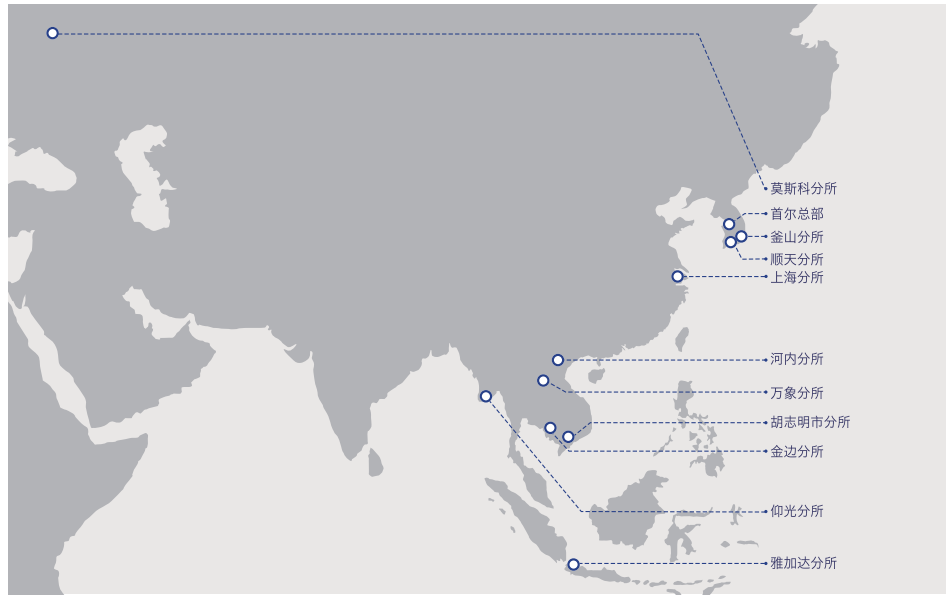 莫斯科分所
首尔总部
釜山分所
顺天分所
上海分所
河内分所
万象分所
胡志明市分所
金边分所
仰光分所
雅加达分所